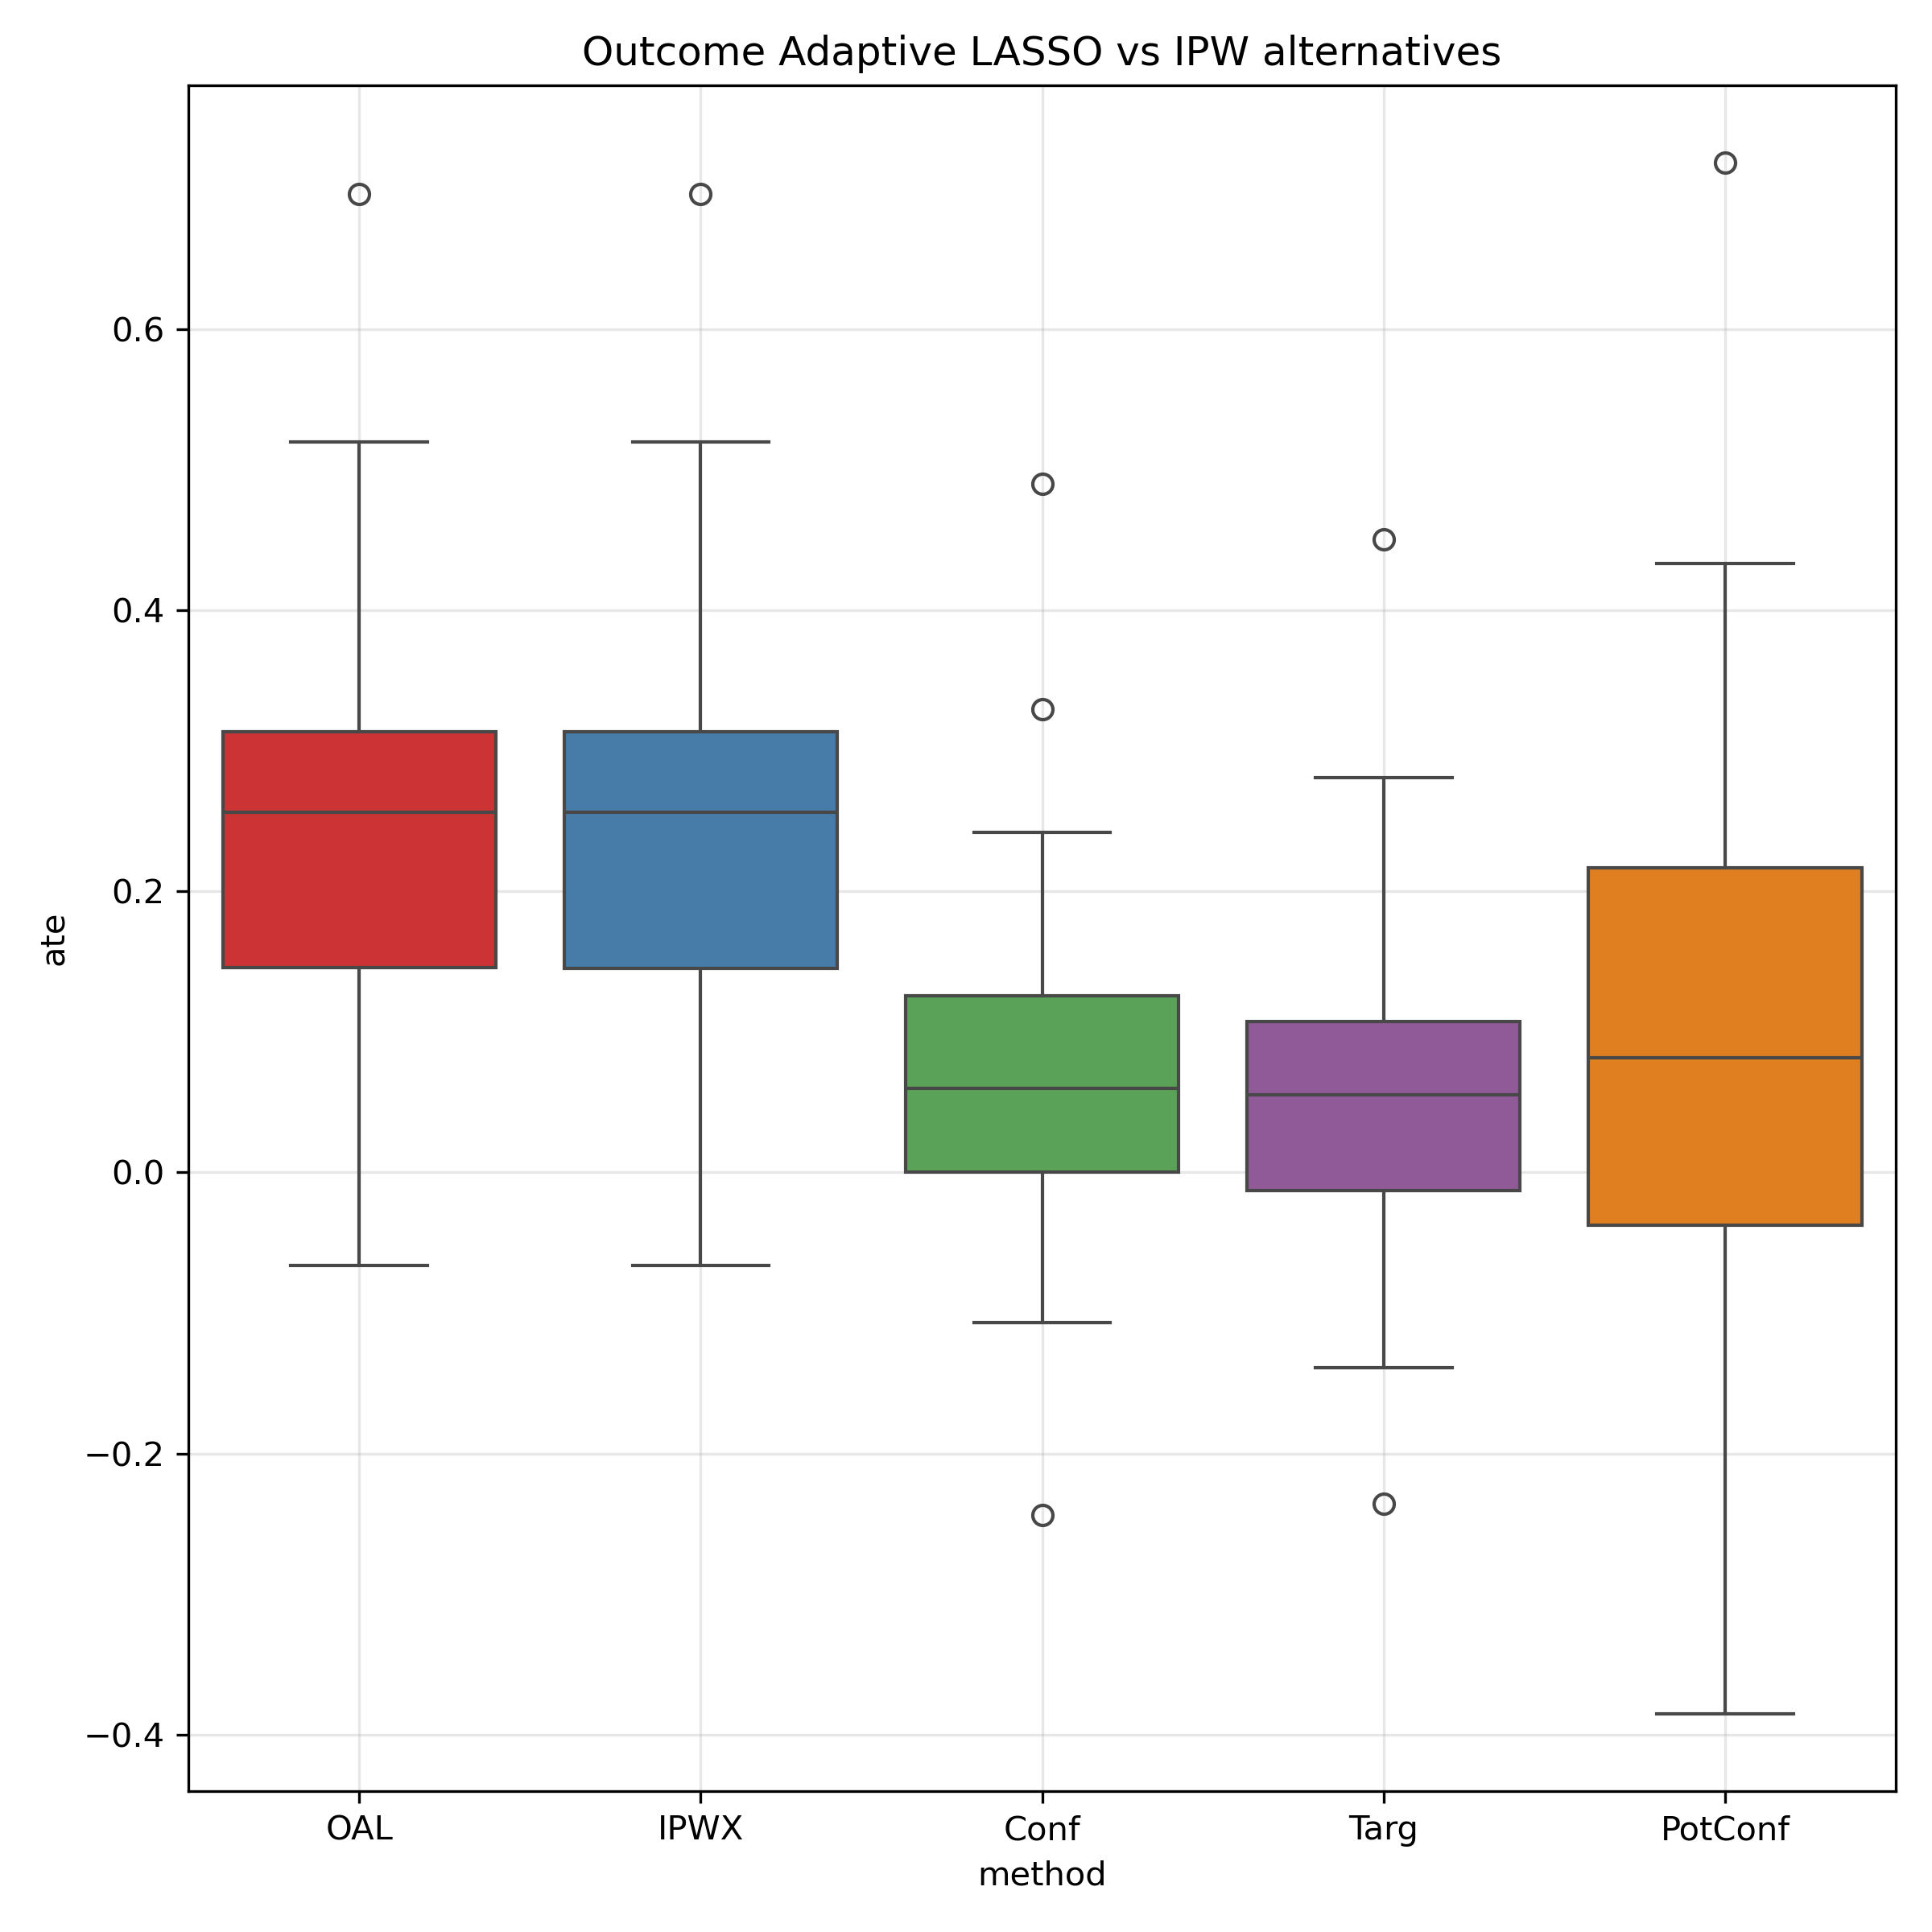 Outcome Adaptive LASSO vs IPW alternatives
ate
0.6
0.4
0.2
0.0
−0.2
−0.4
OAL IPWX Conf Targ PotConf
method